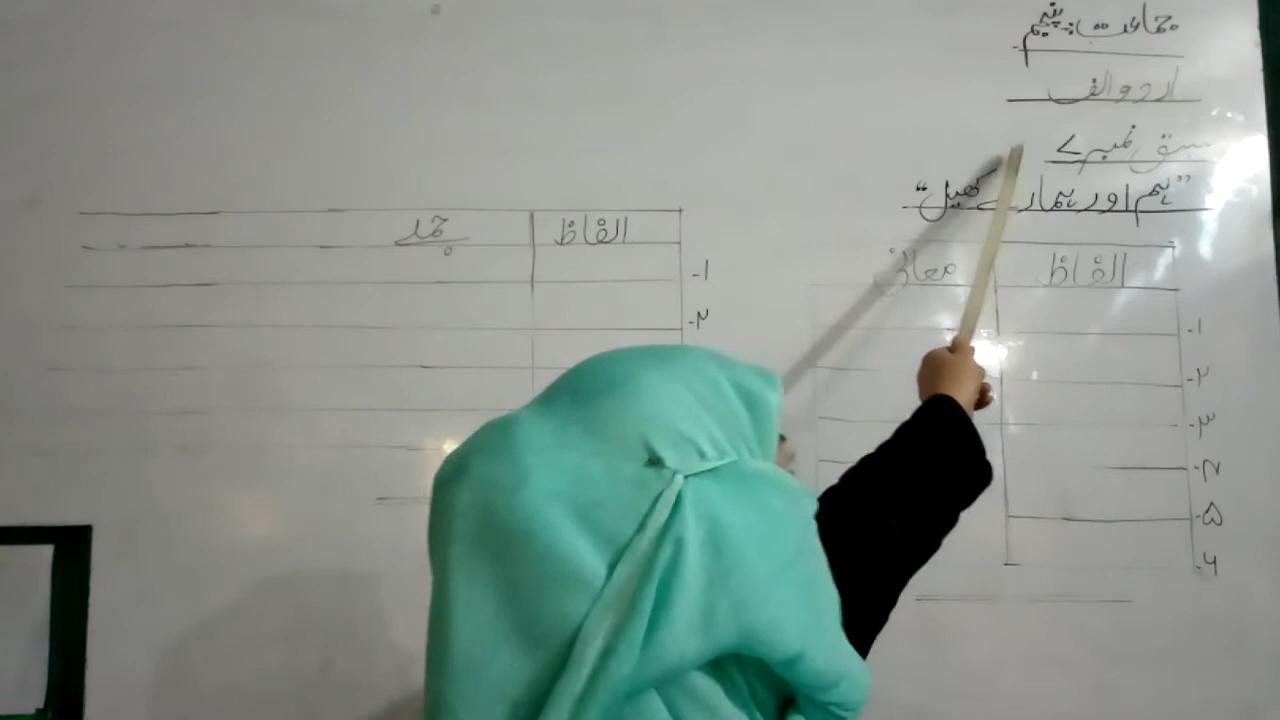 جماعت:- پنجم
اردو الف
سبق نمبر ۷
"ہم اور ہمارے کھیل"
الفاظ معانی
۱-
۲-
۳-
۴-
۵-
۶-
الفاظ جملے
۱-
۲-